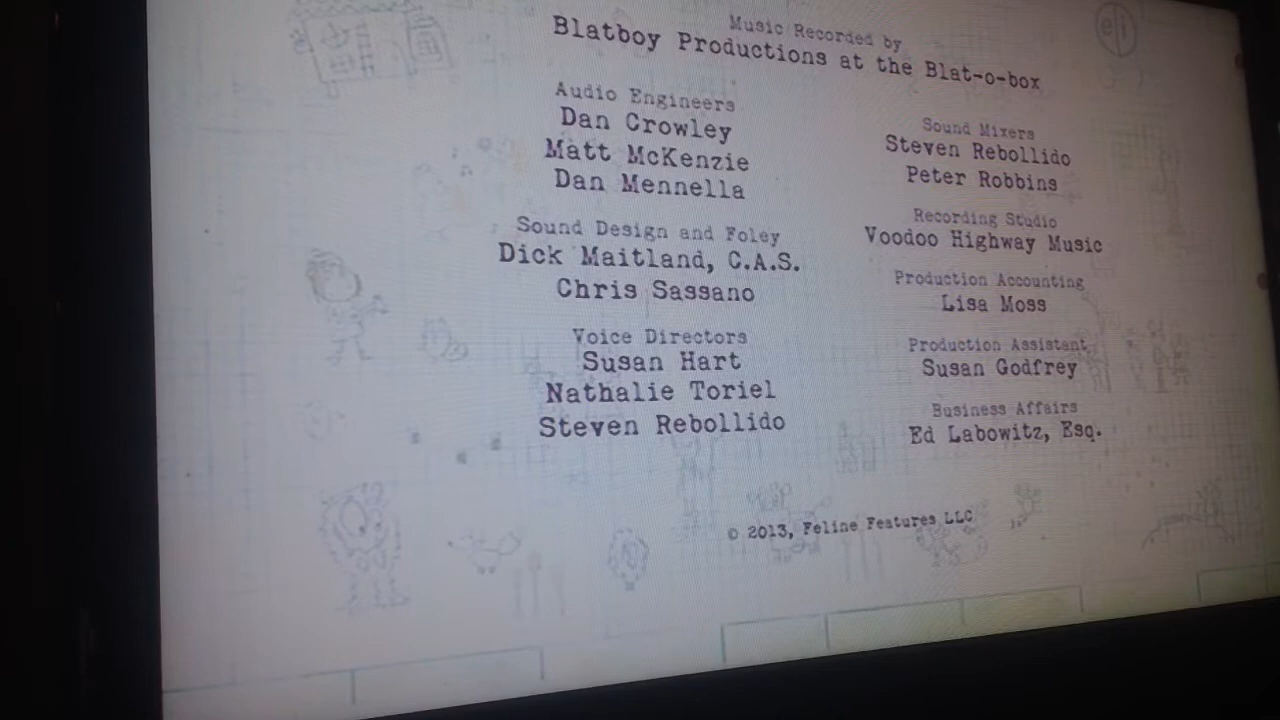 Music Recorded by
Blatboy Productions at the Blat-o-box
Audio Engineers
Dan Crowley
Matt McKenzie
Dan Mennella
Sound Design and Foley
Dick Maitland, C.A.S.
Chris Sassano
Voice Directors
Susan Hart
Nathalie Toriel
Steven Rebollido
Sound Mixers
Steven Rebollido
Peter Robbins
Recording Studio
Voodoo Highway Music
Production Accounting
Lisa Moss
Production Assistant
Susan Godfrey
Business Affairs
Ed Labowitz, Esq.
© 2013, Feline Features LLC